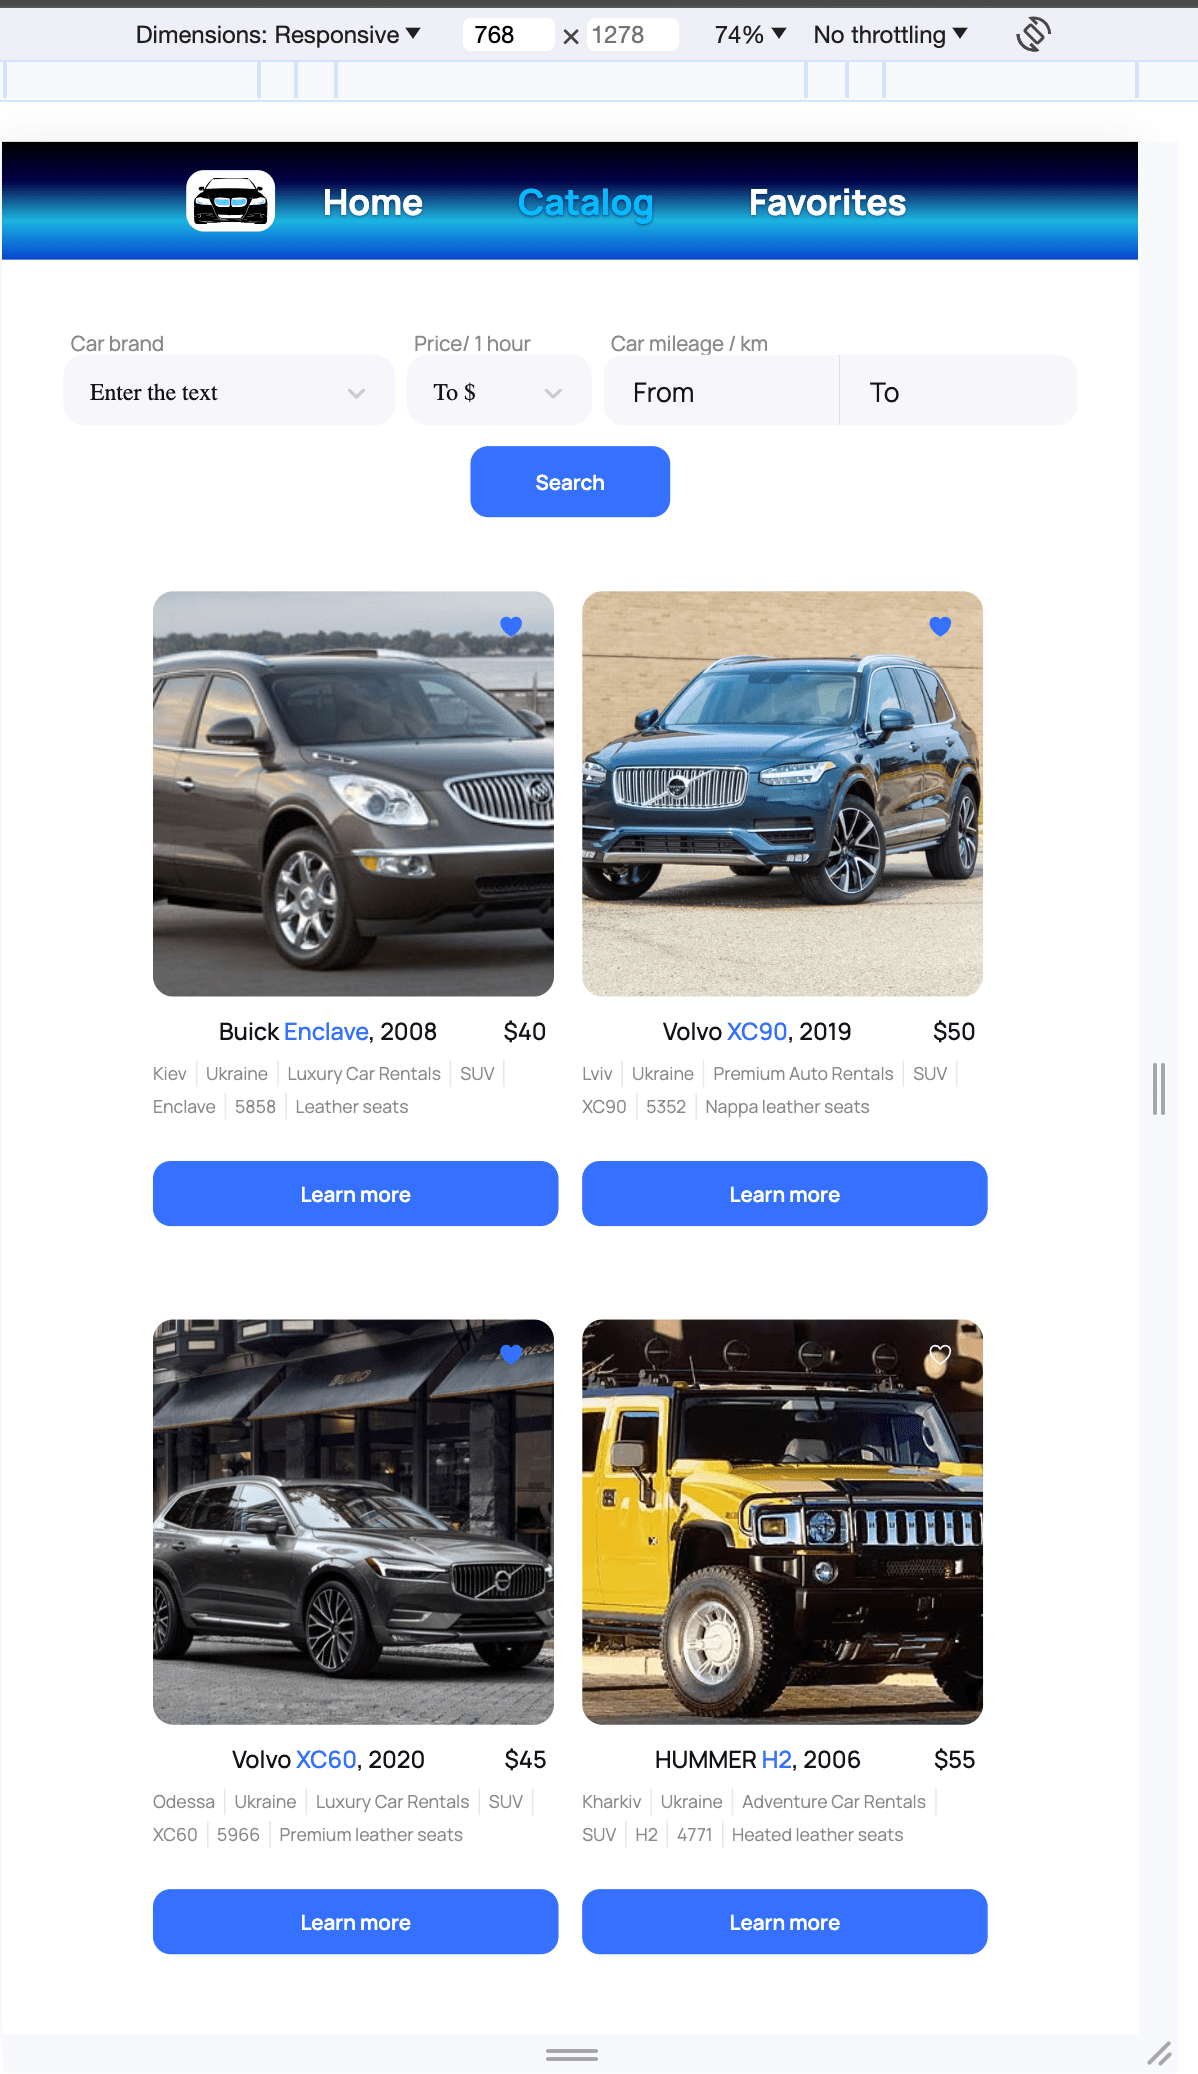 Dimensions: Responsive 768 × 1278 74% No throttling
Home Catalog Favorites
Car brand Price/ 1 hour Car mileage / km
Enter the text To $ From To
Search
Buick Enclave, 2008 $40
Kiev Ukraine Luxury Car Rentals SUV
Enclave 5858 Leather seats
Learn more
Volvo XC90, 2019 $50
Lviv Ukraine Premium Auto Rentals SUV
XC90 5352 Nappa leather seats
Learn more
EURO
Volvo XC60, 2020 $45
Odessa Ukraine Luxury Car Rentals SUV
XC60 5966 Premium leather seats
Learn more
HUMMER
HUMMER H2, 2006 $55
Kharkiv Ukraine Adventure Car Rentals
SUV H2 4771 Heated leather seats
Learn more